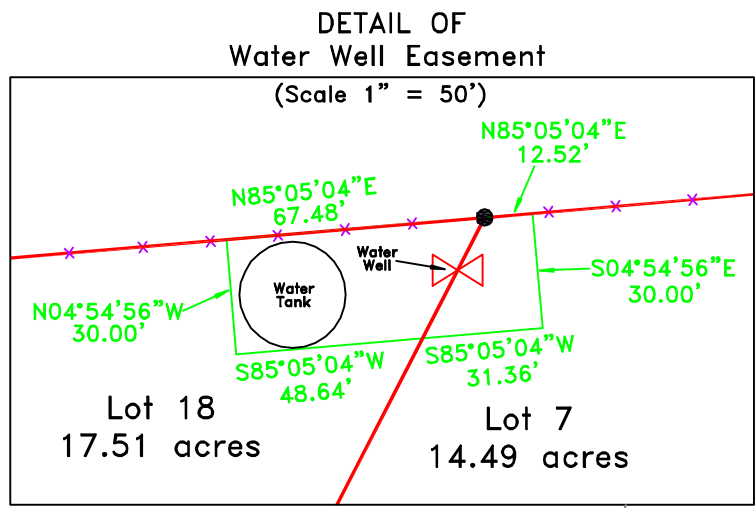 DETAIL OF
Water Well Easement
(Scale 1" = 50')
N85°05'04"E
12.52'
N85°05'04"E
67.48'
Water
Well
S04°54'56"E
30.00'
Water
Tank
N04°54'56"W
30.00'
S85°05'04"W
48.64'
S85°05'04"W
31.36'
Lot 18
17.51 acres
Lot 7
14.49 acres